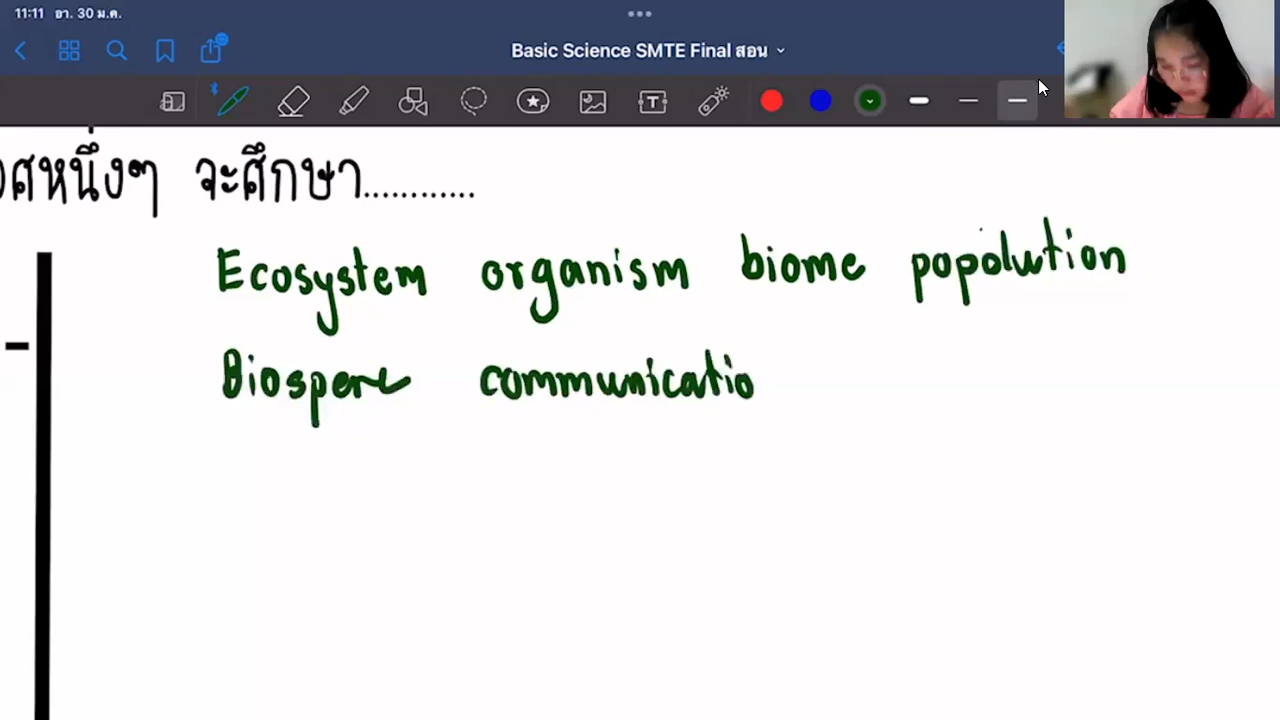 11:11 อา. 30 ม.ค.
Basic Science SMTE Final สอน
ศหนึ่งๆ จะศึกษา............
Ecosystem organism biome popolution
Biospere communicatio